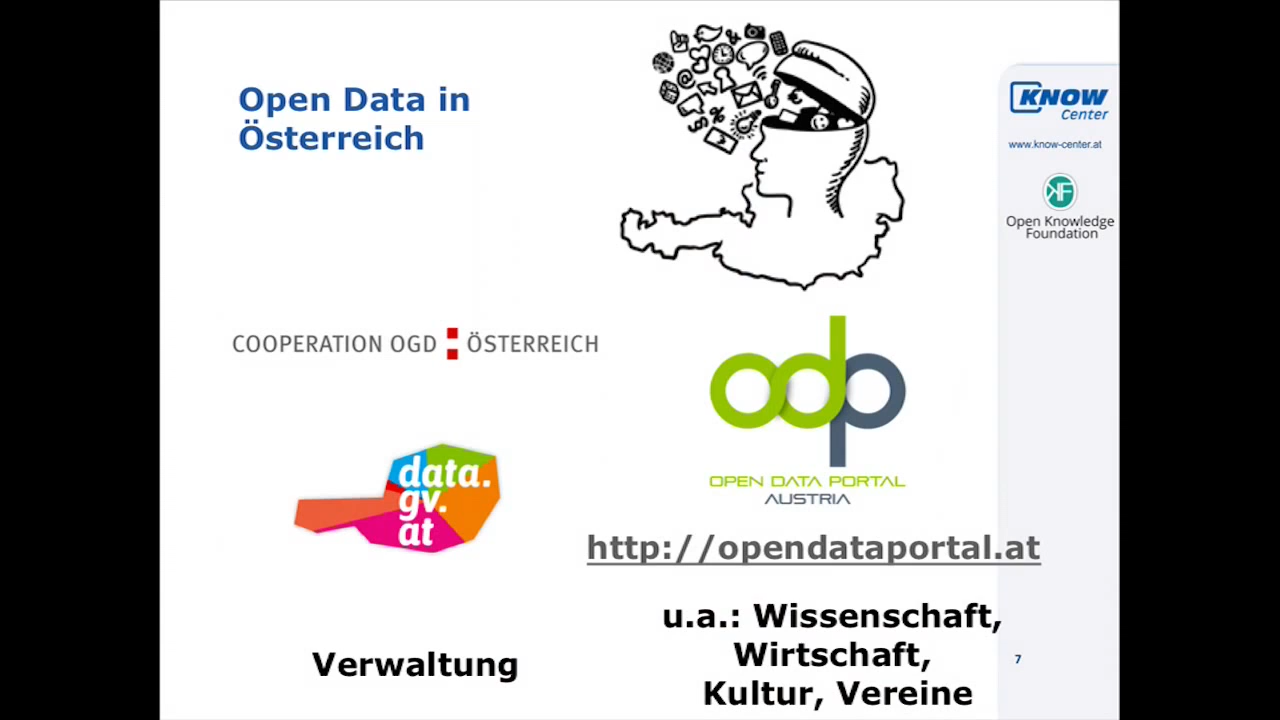 Open Data in
Österreich
KNOW
Center
www.know-center.at
Open Knowledge
Foundation
COOPERATION OGD ÖSTERREICH
data.
gv.
at
odp
OPEN DATA PORTAL
AUSTRIA
http://opendataportal.at
u.a.: Wissenschaft,
Wirtschaft,
Kultur, Vereine
Verwaltung
7